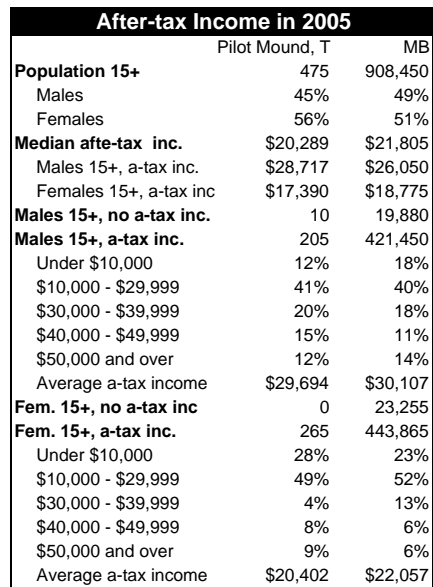 After-tax Income in 2005
Pilot Mound, T MB
Population 15+ 475 908,450
Males 45% 49%
Females 56% 51%
Median afte-tax inc. $20,289 $21,805
Males 15+, a-tax inc. $28,717 $26,050
Females 15+, a-tax inc $17,390 $18,775
Males 15+, no a-tax inc. 10 19,880
Males 15+, a-tax inc. 205 421,450
Under $10,000 12% 18%
$10,000 - $29,999 41% 40%
$30,000 - $39,999 20% 18%
$40,000 - $49,999 15% 11%
$50,000 and over 12% 14%
Average a-tax income $29,694 $30,107
Fem. 15+, no a-tax inc 0 23,255
Fem. 15+, a-tax inc. 265 443,865
Under $10,000 28% 23%
$10,000 - $29,999 49% 52%
$30,000 - $39,999 4% 13%
$40,000 - $49,999 8% 6%
$50,000 and over 9% 6%
Average a-tax income $20,402 $22,057